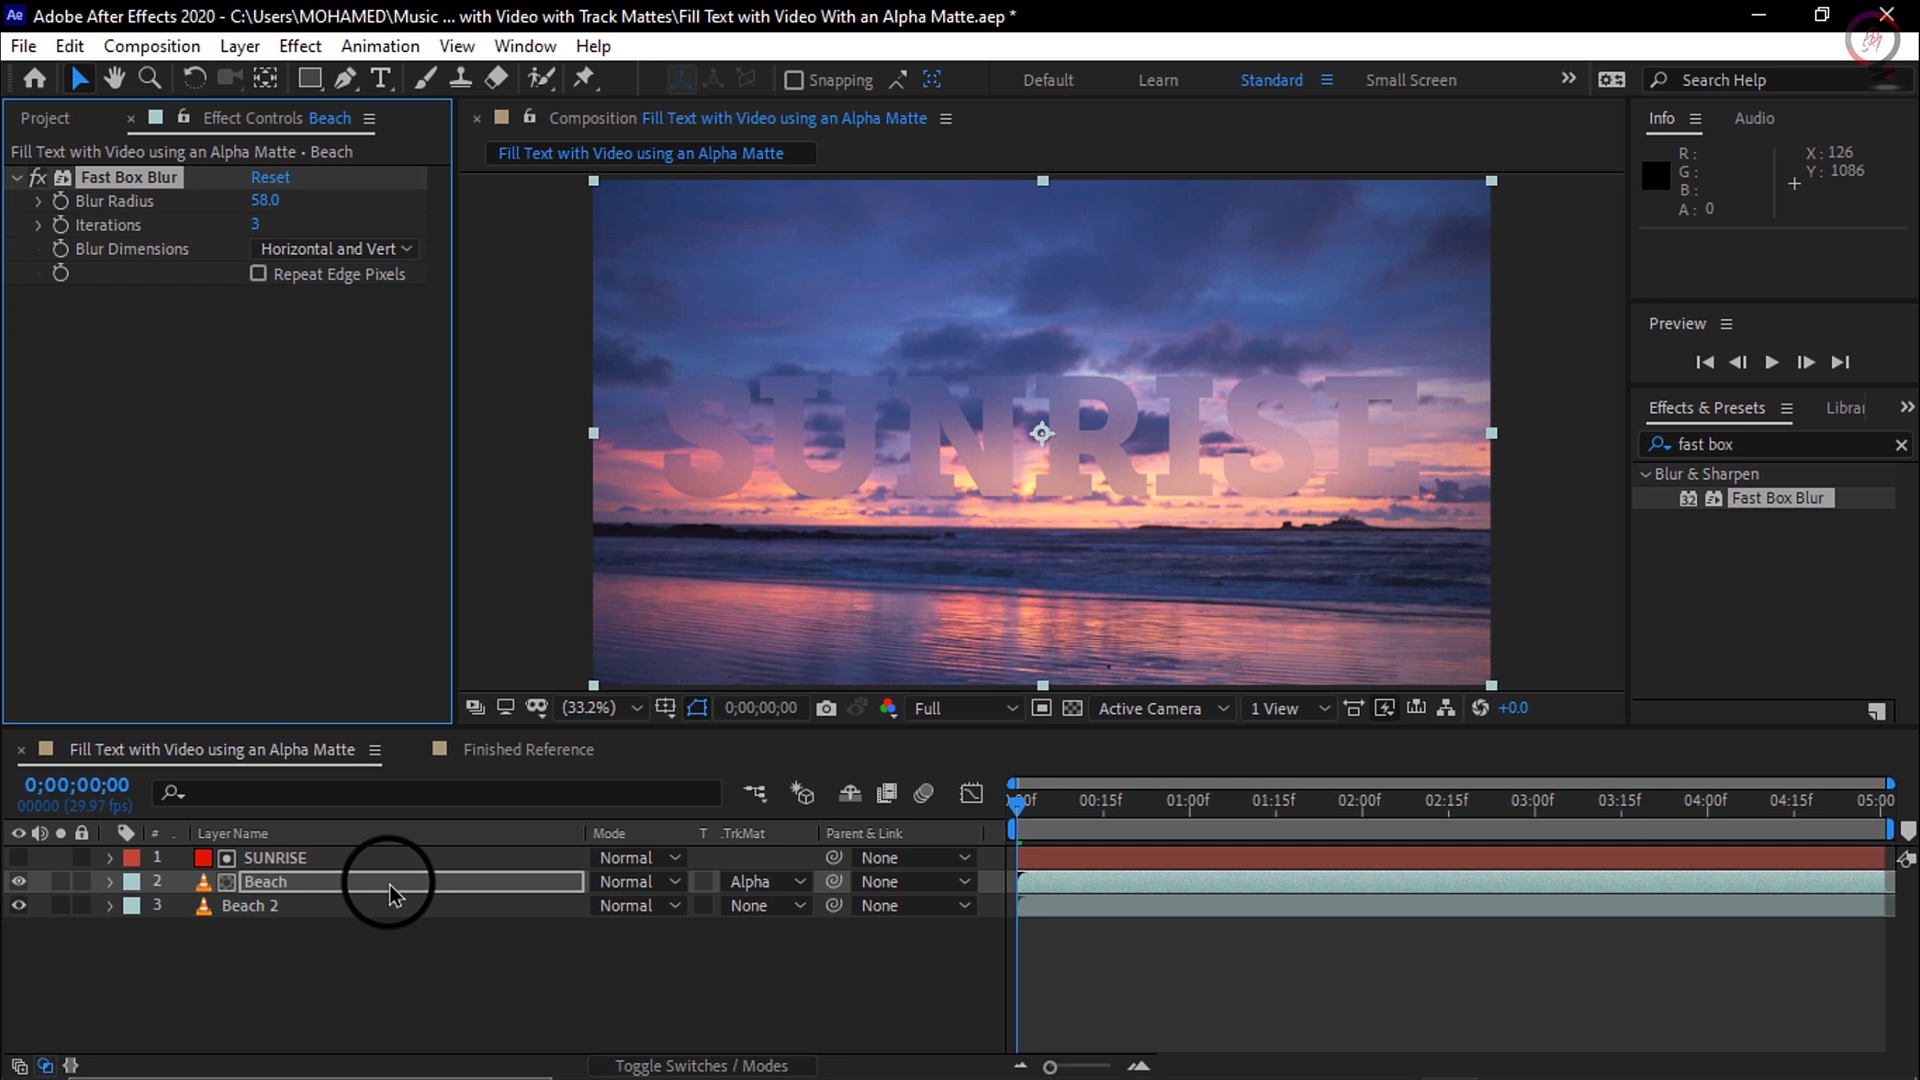 Ae Adobe After Effects 2020 - C:\Users\MOHAMED\Music ... with Video with Track Mattes\Fill Text with Video With an Alpha Matte.aep *
File Edit Composition Layer Effect Animation View Window Help
Snapping Default Learn Standard Small Screen Search Help
Project Effect Controls Beach
Composition Fill Text with Video using an Alpha Matte
Info Audio
Fill Text with Video using an Alpha Matte • Beach
Fill Text with Video using an Alpha Matte
fx Fast Box Blur Reset
Blur Radius 58.0
Iterations 3
Blur Dimensions Horizontal and Vert
Repeat Edge Pixels
R:
G:
B:
A: 0
X: 126
Y: 1086
Preview
Effects & Presets Librar
fast box
Blur & Sharpen
32 Fast Box Blur
SUNRISE
(33.2%) 0;00;00;00 Full Active Camera 1 View +0.0
Fill Text with Video using an Alpha Matte Finished Reference
0;00;00;00
00000 (29.97 fps)
:00f 00:15f 01:00f 01:15f 02:00f 02:15f 03:00f 03:15f 04:00f 04:15f 05:00
# . Layer Name Mode T .TrkMat Parent & Link
1 SUNRISE Normal None
2 Beach Normal Alpha None
3 Beach 2 Normal None None
Toggle Switches / Modes